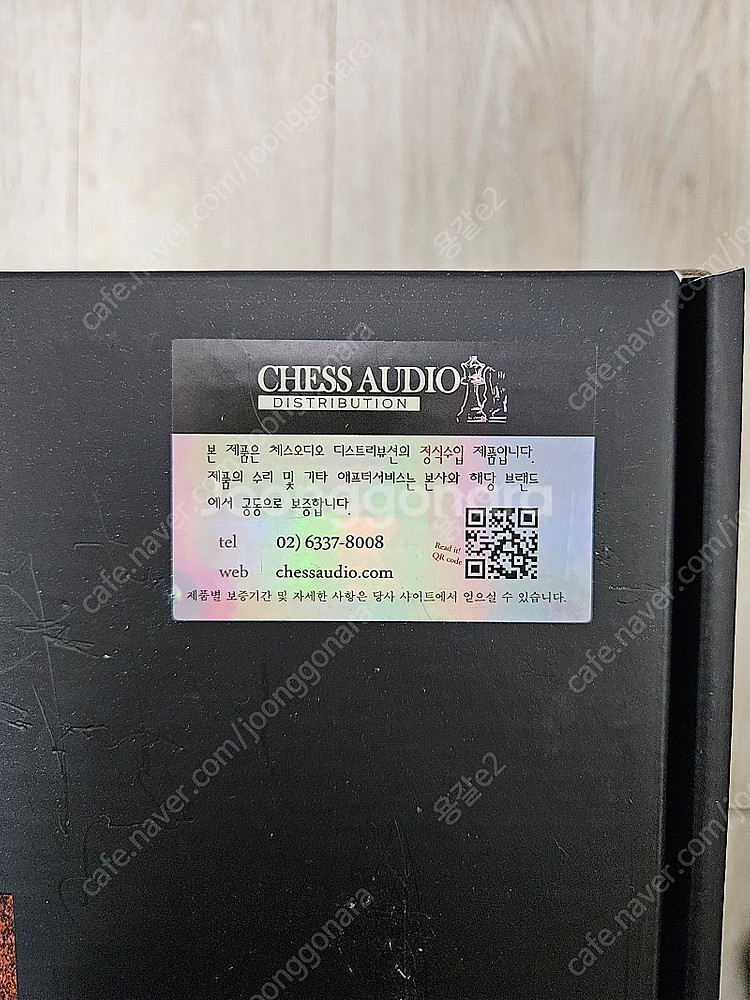 CHESS AUDIO
DISTRIBUTION
본 제품은 체스오디오 디스트리뷰션의 정식수입 제품입니다.
제품의 수리 및 기타 애프터서비스는 본사와 해당 브랜드
에서 공동으로 보증합니다.
tel 02) 6337-8008
web chessaudio.com
Read it!
QR code
제품별 보증기간 및 자세한 사항은 당사 사이트에서 얻으실 수 있습니다.
joonggonara
cafe.naver.com/joonggonara
용갈e2